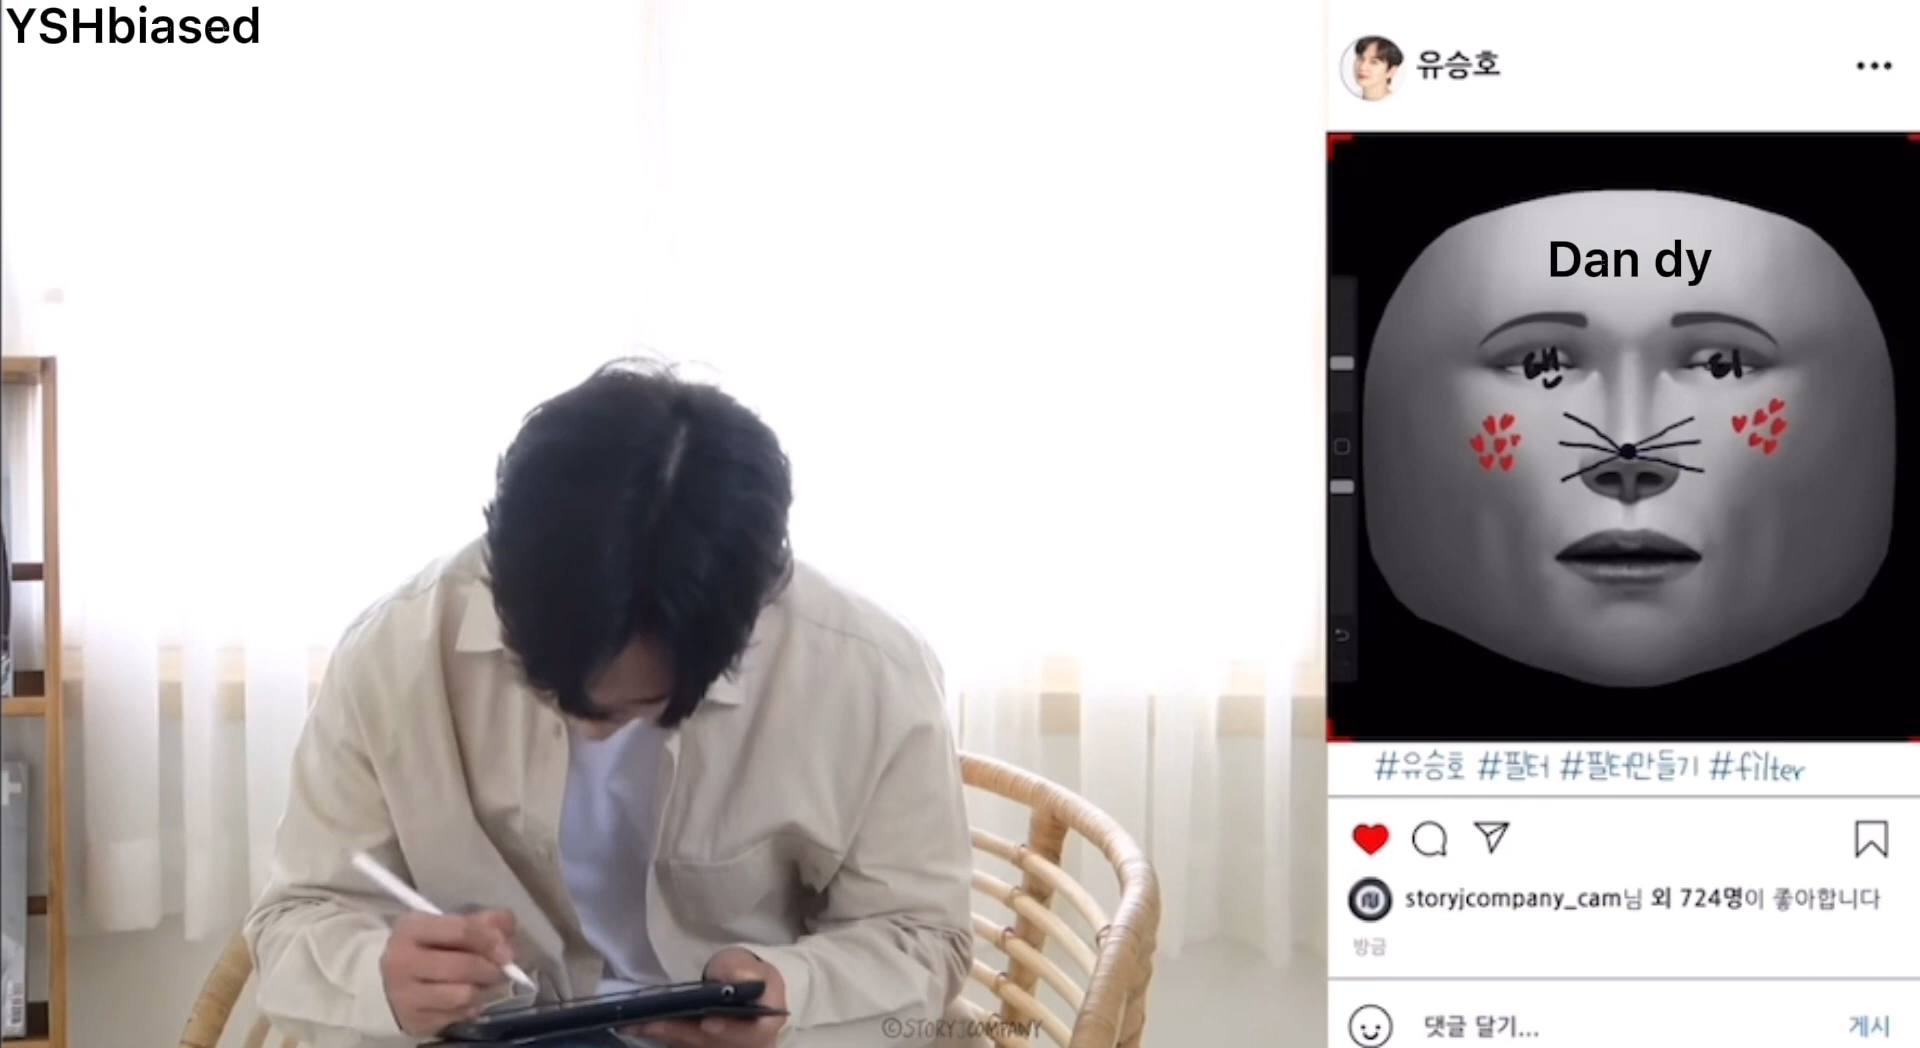 YSHbiased
유승호
Dan dy
댄 디
#유승호 #필터 #필터만들기 #filter
storyjcompany_cam님 외 724명이 좋아합니다
방금
댓글 달기...
게시
©STORYJCOMPANY